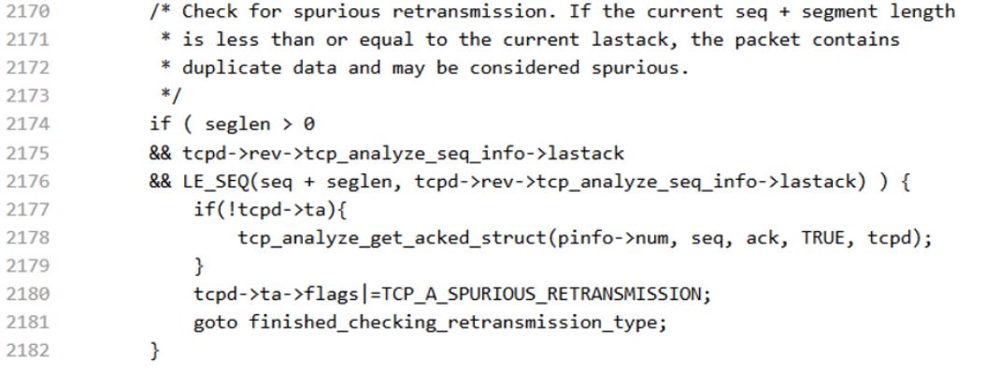 2170 /* Check for spurious retransmission. If the current seq + segment length
2171 * is less than or equal to the current lastack, the packet contains
2172 * duplicate data and may be considered spurious.
2173 */
2174 if ( seglen > 0
2175 && tcpd->rev->tcp_analyze_seq_info->lastack
2176 && LE_SEQ(seq + seglen, tcpd->rev->tcp_analyze_seq_info->lastack) ) {
2177 if(!tcpd->ta){
2178 tcp_analyze_get_acked_struct(pinfo->num, seq, ack, TRUE, tcpd);
2179 }
2180 tcpd->ta->flags|=TCP_A_SPURIOUS_RETRANSMISSION;
2181 goto finished_checking_retransmission_type;
2182 }